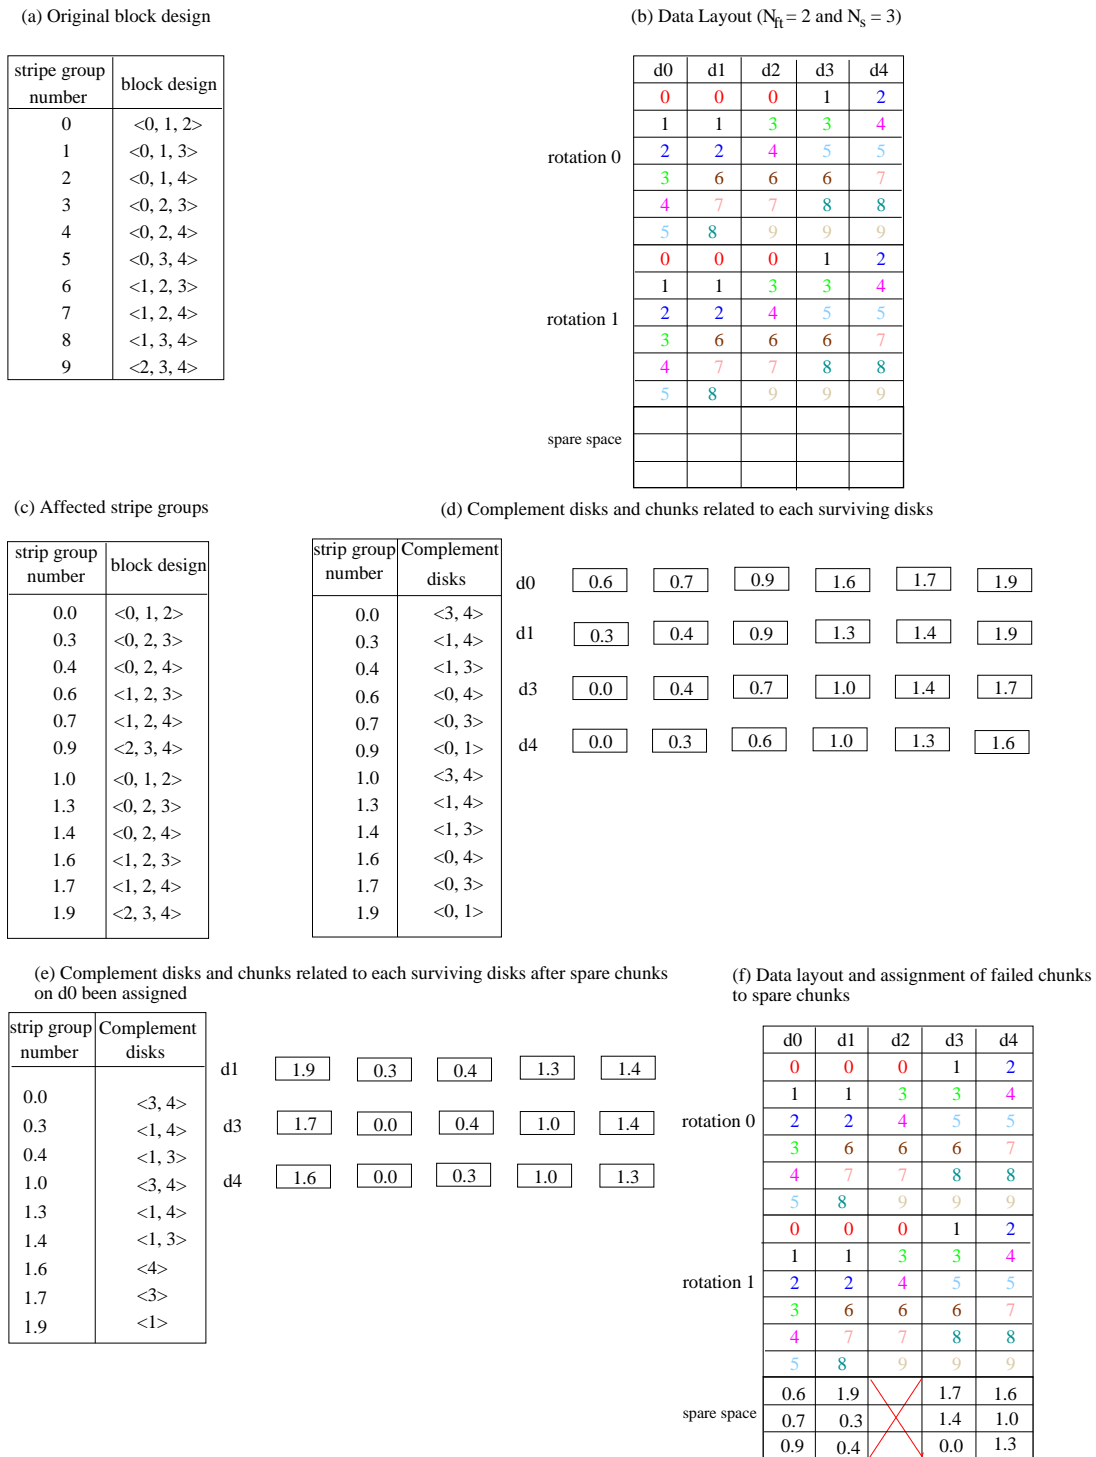 (a) Original block design
stripe group number | block design
0 <0, 1, 2>
1 <0, 1, 3>
2 <0, 1, 4>
3 <0, 2, 3>
4 <0, 2, 4>
5 <0, 3, 4>
6 <1, 2, 3>
7 <1, 2, 4>
8 <1, 3, 4>
9 <2, 3, 4>
(b) Data Layout (Nft = 2 and Ns = 3)
d0 d1 d2 d3 d4
rotation 0
0 0 0 1 2
1 1 3 3 4
2 2 4 5 5
3 6 6 6 7
4 7 7 8 8
5 8 9 9 9
rotation 1
0 0 0 1 2
1 1 3 3 4
2 2 4 5 5
3 6 6 6 7
4 7 7 8 8
5 8 9 9 9
spare space
(c) Affected stripe groups
strip group number | block design
0.0 <0, 1, 2>
0.3 <0, 2, 3>
0.4 <0, 2, 4>
0.6 <1, 2, 3>
0.7 <1, 2, 4>
0.9 <2, 3, 4>
1.0 <0, 1, 2>
1.3 <0, 2, 3>
1.4 <0, 2, 4>
1.6 <1, 2, 3>
1.7 <1, 2, 4>
1.9 <2, 3, 4>
(d) Complement disks and chunks related to each surviving disks
strip group number | Complement disks
0.0 <3, 4>
0.3 <1, 4>
0.4 <1, 3>
0.6 <0, 4>
0.7 <0, 3>
0.9 <0, 1>
1.0 <3, 4>
1.3 <1, 4>
1.4 <1, 3>
1.6 <0, 4>
1.7 <0, 3>
1.9 <0, 1>
d0 0.6 0.7 0.9 1.6 1.7 1.9
d1 0.3 0.4 0.9 1.3 1.4 1.9
d3 0.0 0.4 0.7 1.0 1.4 1.7
d4 0.0 0.3 0.6 1.0 1.3 1.6
(e) Complement disks and chunks related to each surviving disks after spare chunks
on d0 been assigned
strip group number | Complement disks
0.0 <3, 4>
0.3 <1, 4>
0.4 <1, 3>
1.0 <3, 4>
1.3 <1, 4>
1.4 <1, 3>
1.6 <4>
1.7 <3>
1.9 <1>
d1 1.9 0.3 0.4 1.3 1.4
d3 1.7 0.0 0.4 1.0 1.4
d4 1.6 0.0 0.3 1.0 1.3
(f) Data layout and assignment of failed chunks
to spare chunks
d0 d1 d2 d3 d4
rotation 0
0 0 0 1 2
1 1 3 3 4
2 2 4 5 5
3 6 6 6 7
4 7 7 8 8
5 8 9 9 9
rotation 1
0 0 0 1 2
1 1 3 3 4
2 2 4 5 5
3 6 6 6 7
4 7 7 8 8
5 8 9 9 9
spare space
0.6 1.9 1.7 1.6
0.7 0.3 1.4 1.0
0.9 0.4 0.0 1.3